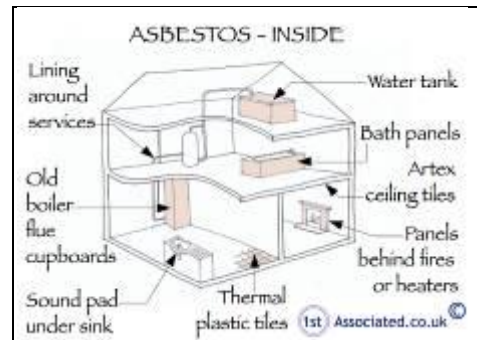 ASBESTOS - INSIDE
Lining
around
services
Water tank
Bath panels
Artex
ceiling tiles
Old
boiler
flue
cupboards
Panels
behind fires
or heaters
Sound pad
under sink
Thermal
plastic tiles
1st Associated.co.uk ©